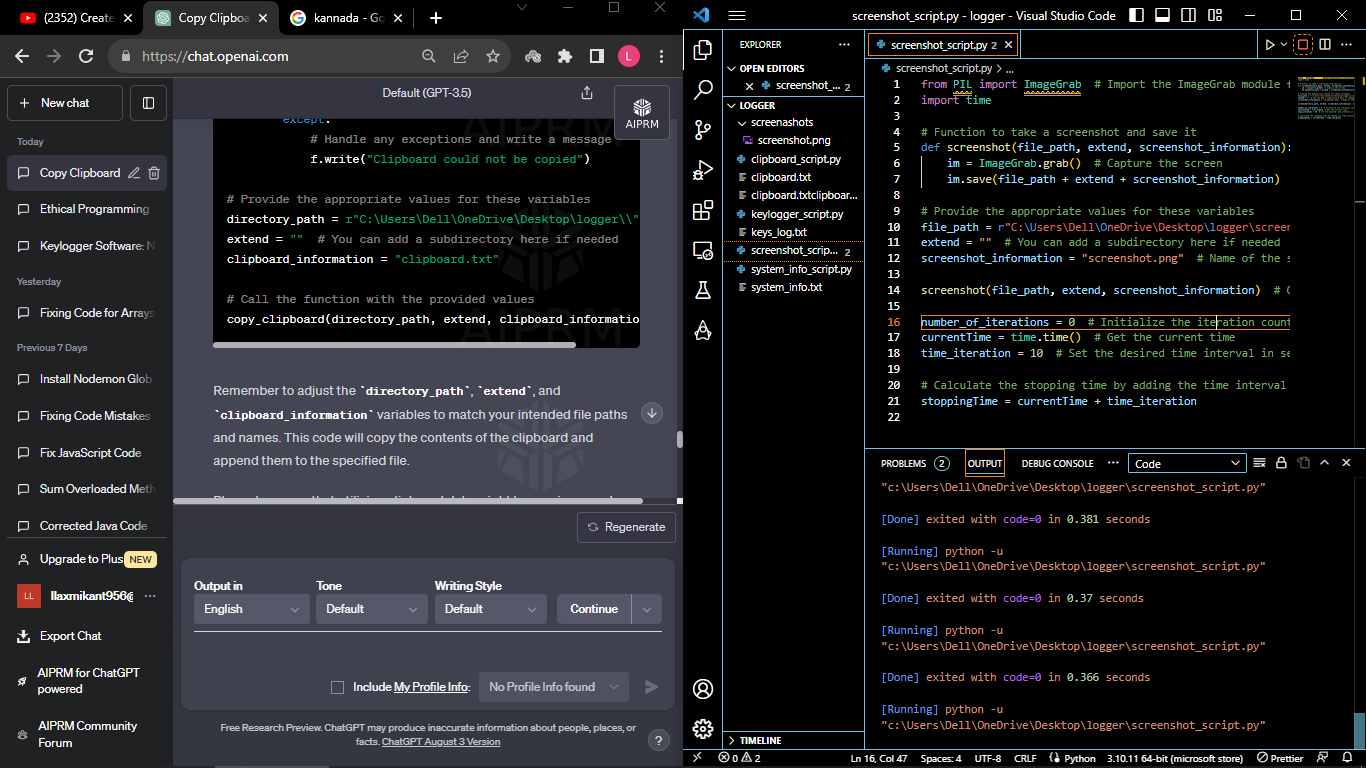 (2352) Create
Copy Clipboa
kannada - Go
https://chat.openai.com
L
New chat
Today
Copy Clipboard
Ethical Programming
Keylogger Software: N
Yesterday
Fixing Code for Arrays
Previous 7 Days
Install Nodemon Glob
Fixing Code Mistakes
Fix JavaScript Code
Sum Overloaded Meth
Corrected Java Code
Upgrade to Plus NEW
LL llaxmikant956@
Export Chat
AIPRM for ChatGPT
powered
AIPRM Community
Forum
Default (GPT-3.5)
AIPRM
except:
# Handle any exceptions and write a message
f.write("Clipboard could not be copied")
# Provide the appropriate values for these variables
directory_path = r"C:\Users\Dell\OneDrive\Desktop\logger\\"
extend = "" # You can add a subdirectory here if needed
clipboard_information = "clipboard.txt"
# Call the function with the provided values
copy_clipboard(directory_path, extend, clipboard_informatio
Remember to adjust the `directory_path`, `extend`, and
`clipboard_information` variables to match your intended file paths
and names. This code will copy the contents of the clipboard and
append them to the specified file.
Regenerate
Output in Tone Writing Style
English Default Default Continue
Include My Profile Info: No Profile Info found
Free Research Preview. ChatGPT may produce inaccurate information about people, places, or
facts. ChatGPT August 3 Version
?
screenshot_script.py - logger - Visual Studio Code
EXPLORER
OPEN EDITORS
screenshot_... 2
LOGGER
screenashots
screenshot.png
clipboard_script.py
clipboard.txt
clipboard.txtclipboar...
keylogger_script.py
keys_log.txt
screenshot_scrip... 2
system_info_script.py
system_info.txt
TIMELINE
screenshot_script.py 2
screenshot_script.py > ...
1 from PIL import ImageGrab # Import the ImageGrab module f
2 import time
3
4 # Function to take a screenshot and save it
5 def screenshot(file_path, extend, screenshot_information):
6 im = ImageGrab.grab() # Capture the screen
7 im.save(file_path + extend + screenshot_information)
8
9 # Provide the appropriate values for these variables
10 file_path = r"C:\Users\Dell\OneDrive\Desktop\logger\screen
11 extend = "" # You can add a subdirectory here if needed
12 screenshot_information = "screenshot.png" # Name of the s
13
14 screenshot(file_path, extend, screenshot_information) # C
15
16 number_of_iterations = 0 # Initialize the iteration count
17 currentTime = time.time() # Get the current time
18 time_iteration = 10 # Set the desired time interval in se
19
20 # Calculate the stopping time by adding the time interval
21 stoppingTime = currentTime + time_iteration
22
PROBLEMS 2 OUTPUT DEBUG CONSOLE ... Code
"c:\Users\Dell\OneDrive\Desktop\logger\screenshot_script.py"
[Done] exited with code=0 in 0.381 seconds
[Running] python -u
"c:\Users\Dell\OneDrive\Desktop\logger\screenshot_script.py"
[Done] exited with code=0 in 0.37 seconds
[Running] python -u
"c:\Users\Dell\OneDrive\Desktop\logger\screenshot_script.py"
[Done] exited with code=0 in 0.366 seconds
[Running] python -u
"c:\Users\Dell\OneDrive\Desktop\logger\screenshot_script.py"
0 2 Ln 16, Col 47 Spaces: 4 UTF-8 CRLF Python 3.10.11 64-bit (microsoft store) Prettier